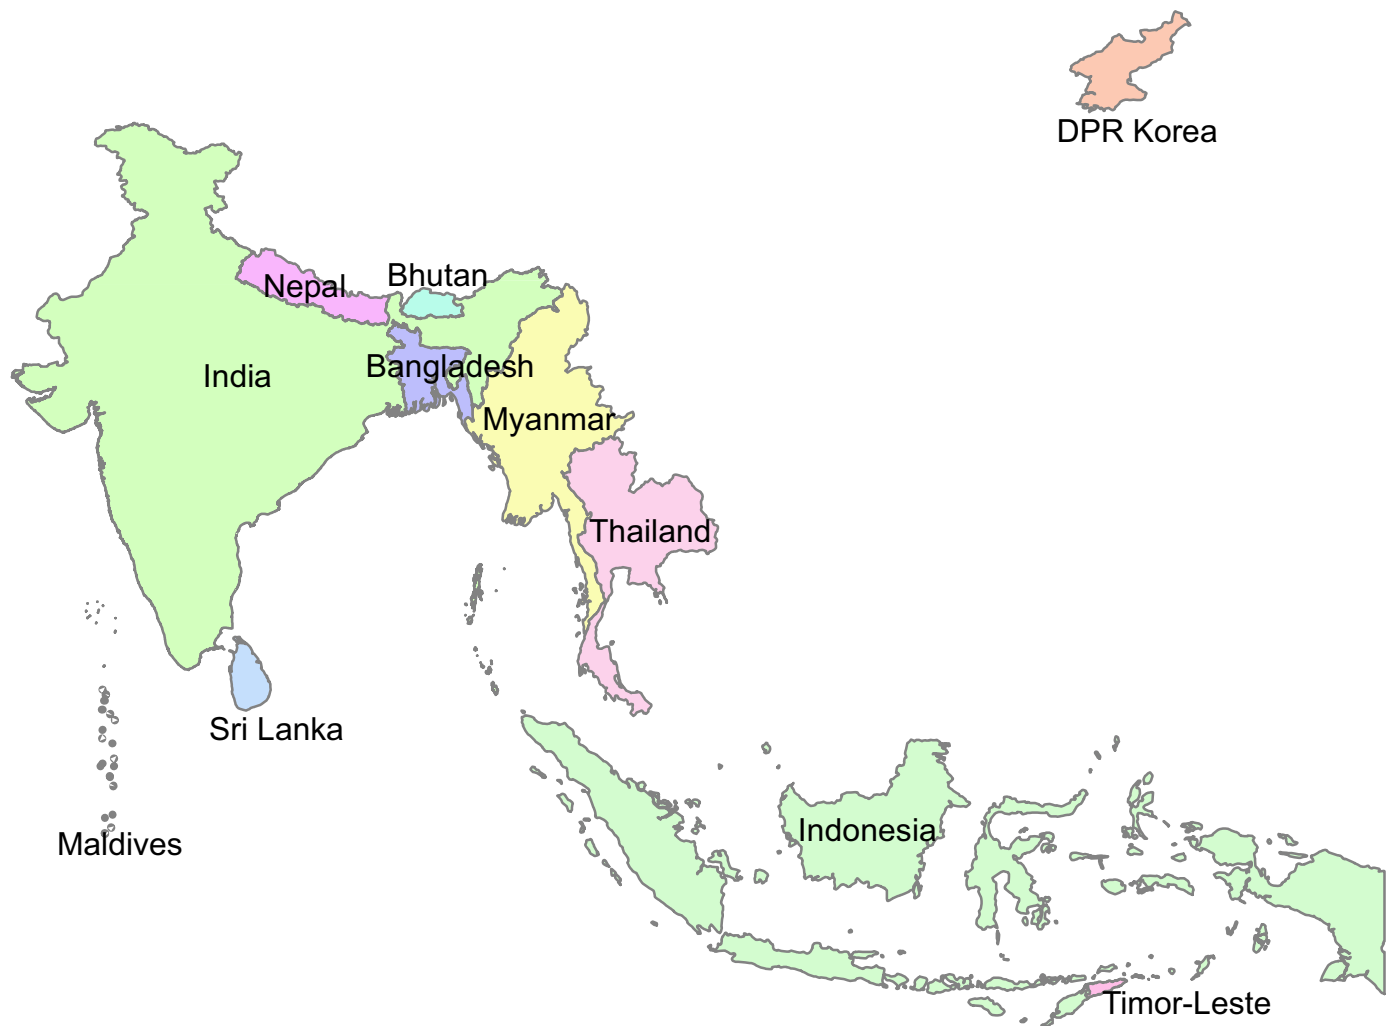 DPR Korea
Nepal
Bhutan
India
Bangladesh
Myanmar
Thailand
Sri Lanka
Maldives
Indonesia
Timor-Leste